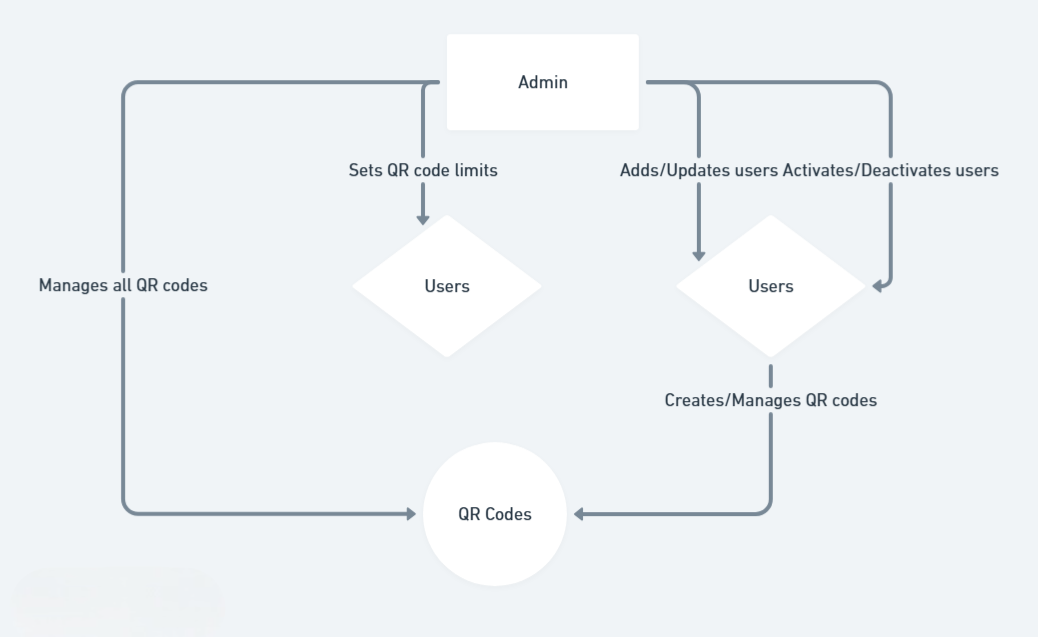 Admin
Sets QR code limits
Adds/Updates users
Activates/Deactivates users
Manages all QR codes
Users
Users
Creates/Manages QR codes
QR Codes